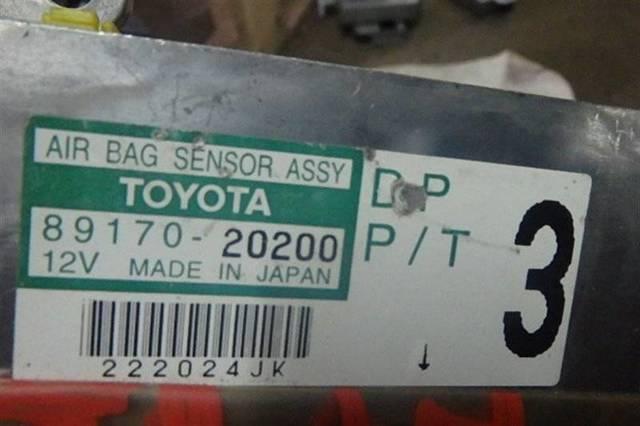 AIR BAG SENSOR ASSY
TOYOTA
89170-20200
12V MADE IN JAPAN
D P
P/T
3
222024JK